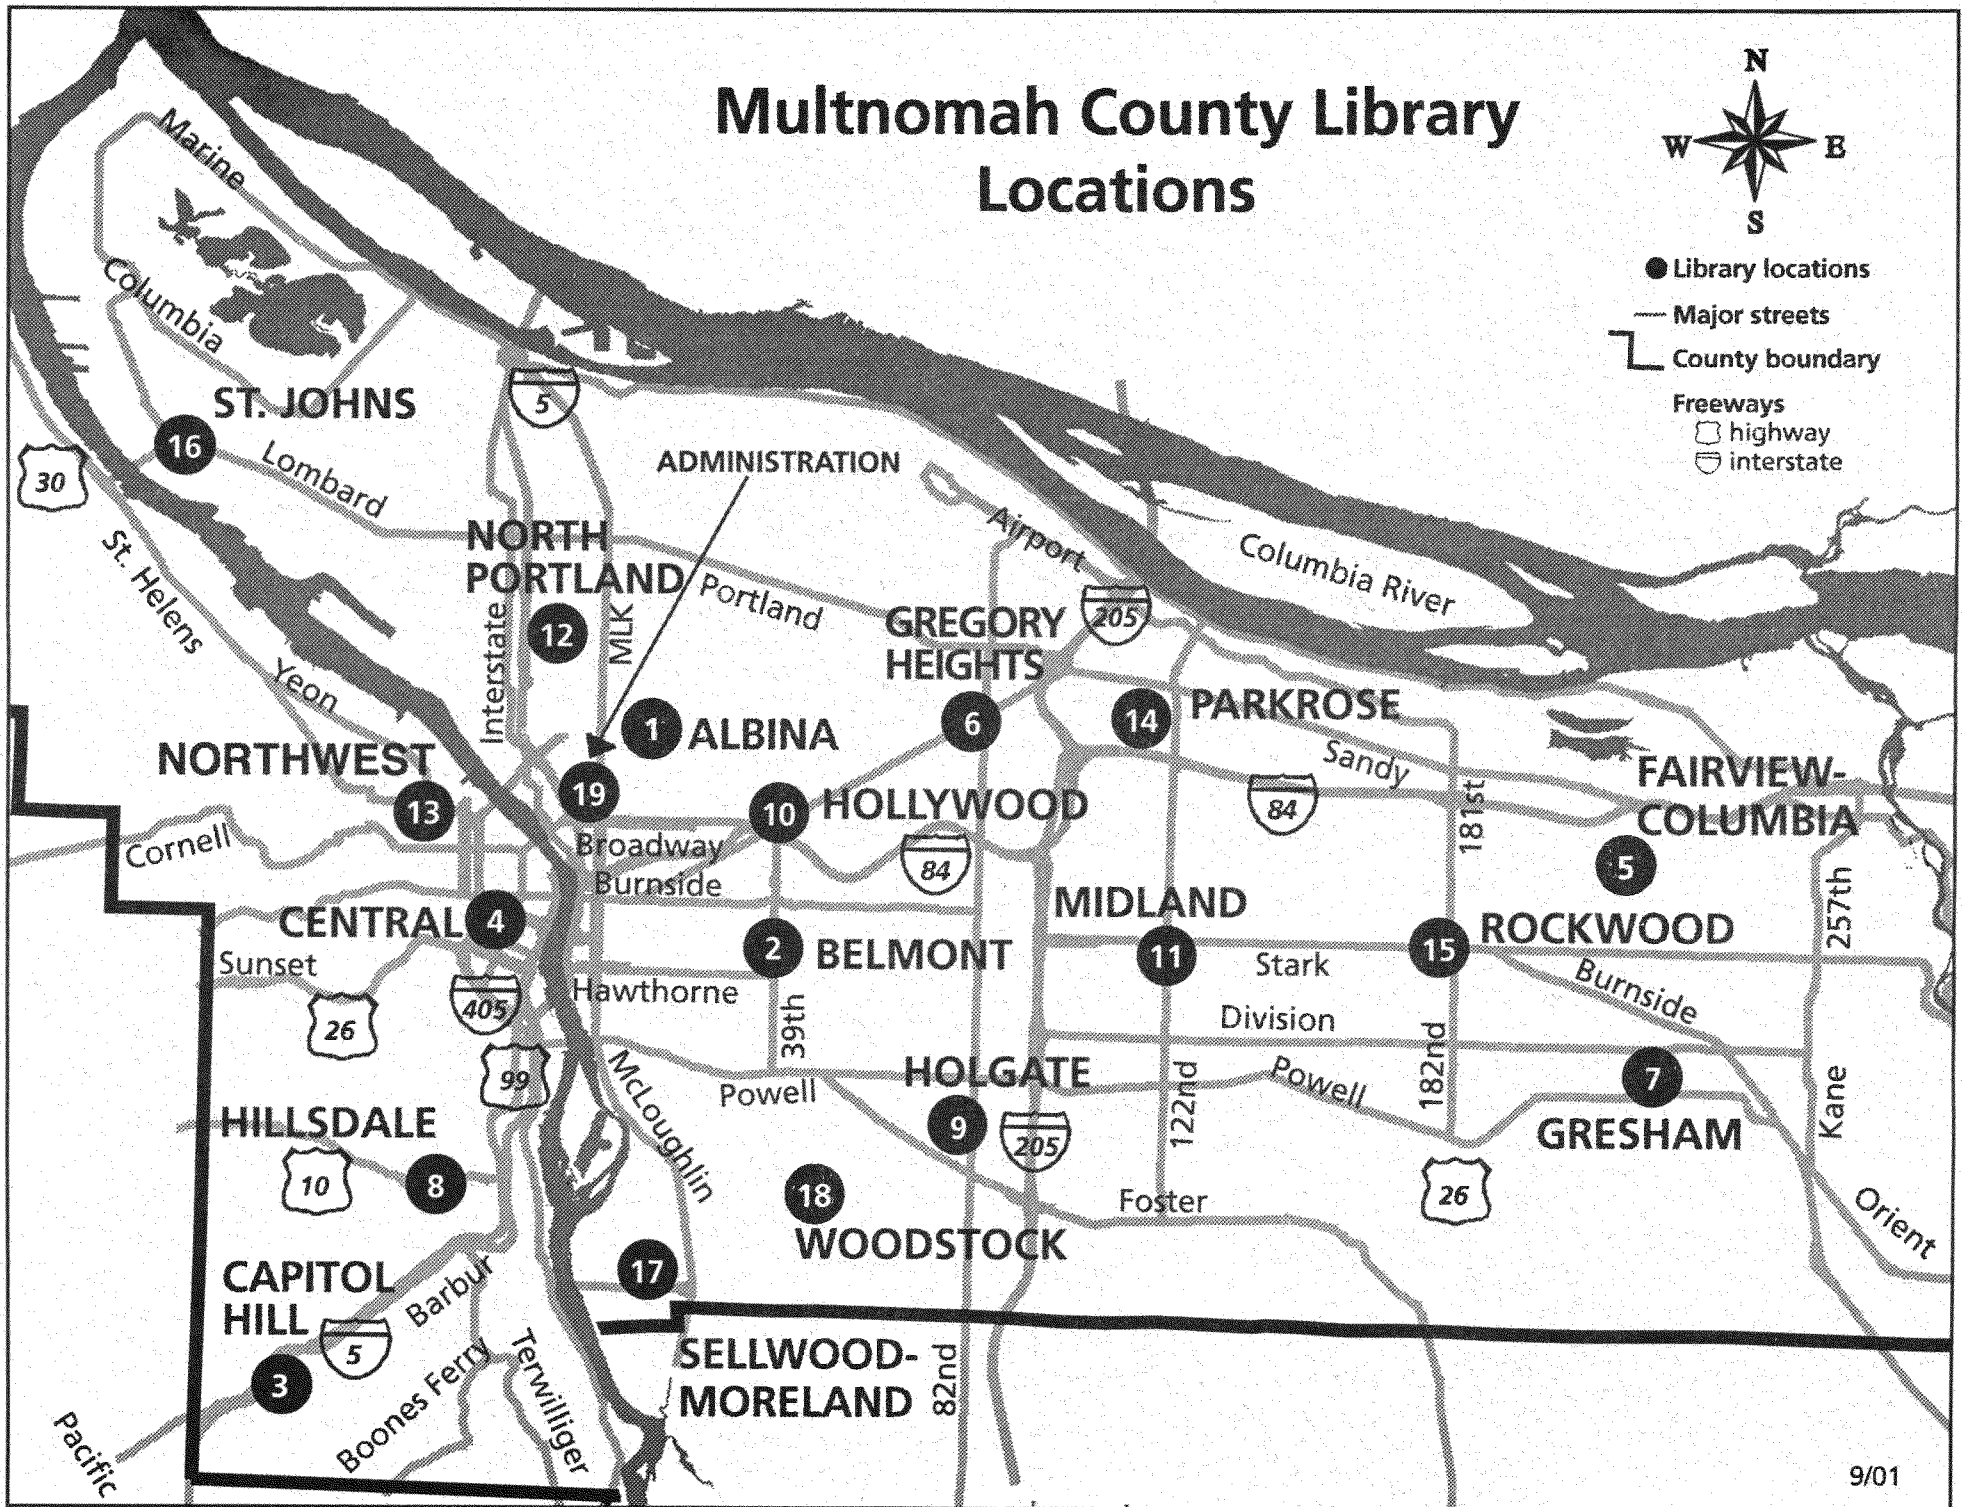 Multnomah County Library
Locations
N
W
E
S
Library locations
Major streets
County boundary
Freeways
highway
interstate
Marine
Columbia
ST. JOHNS
16
Lombard
30
St. Helens
Yeon
5
ADMINISTRATION
NORTH
PORTLAND
12
Interstate
MLK
Portland
Airport
Columbia River
205
GREGORY
HEIGHTS
6
14
PARKROSE
1
ALBINA
NORTHWEST
13
19
10
HOLLYWOOD
Sandy
84
181st
FAIRVIEW-
COLUMBIA
5
Cornell
Broadway
Burnside
84
CENTRAL
4
2
BELMONT
MIDLAND
11
15
ROCKWOOD
257th
Sunset
Hawthorne
Stark
Burnside
26
405
39th
Division
99
McLoughlin
Powell
HOLGATE
9
205
122nd
Powell
182nd
7
GRESHAM
Kane
HILLSDALE
10
8
18
WOODSTOCK
Foster
26
Orient
17
CAPITOL
HILL
5
Barbur
3
Pacific
Boones Ferry
Terwilliger
SELLWOOD-
MORELAND
82nd
9/01